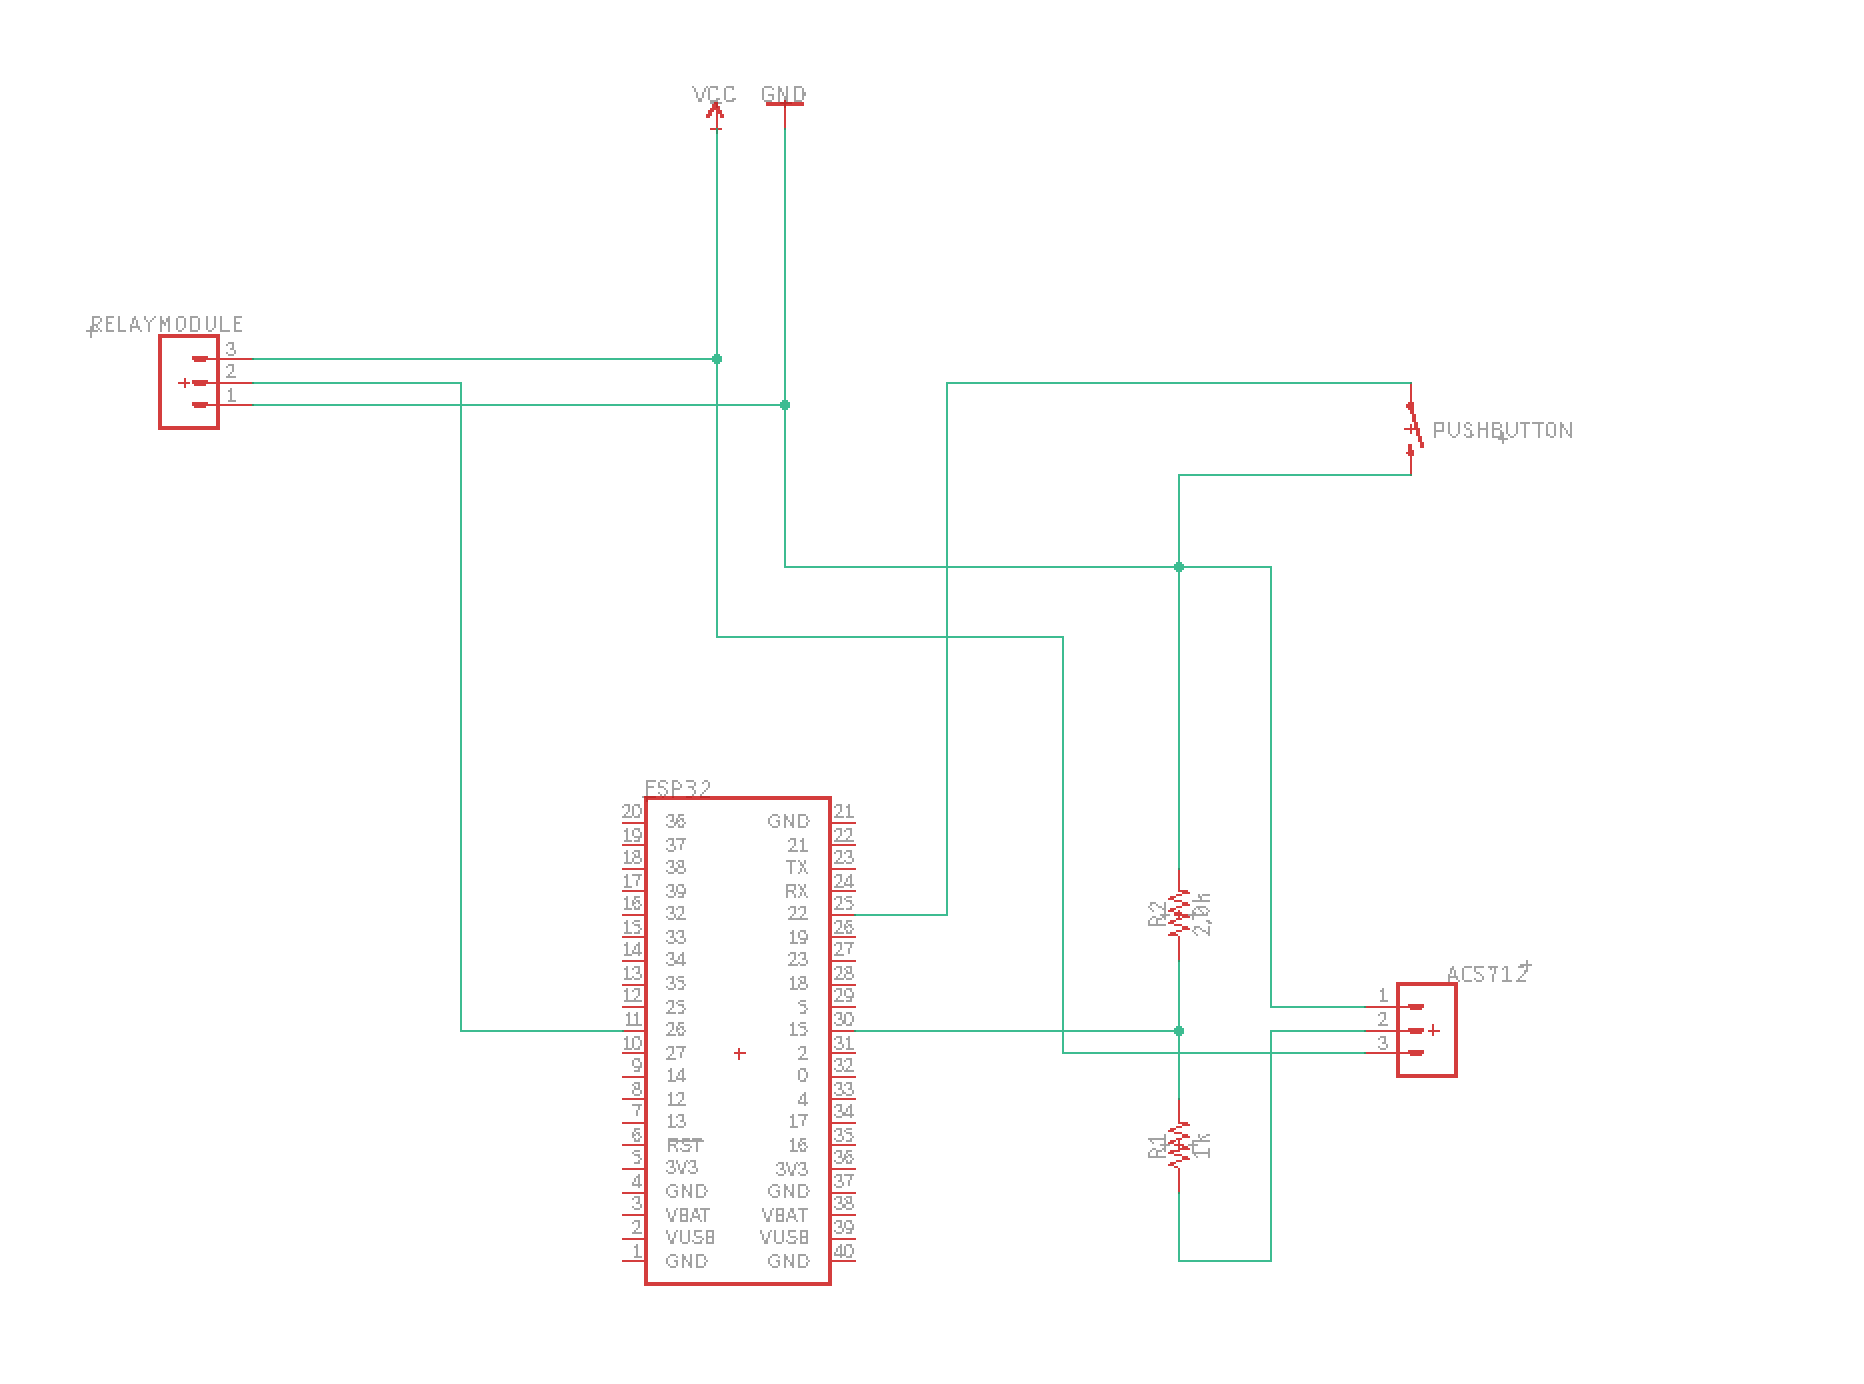 VCC GND
RELAYMODULE
3
2
1
PUSHBUTTON
ESP32
20 36 GND 21
19 37 21 22
18 38 TX 23
17 39 RX 24
16 32 22 25
15 33 19 26
14 34 23 27
13 35 18 28
12 25 5 29
11 26 15 30
10 27 2 31
9 14 0 32
8 12 4 33
7 13 17 34
6 RST 16 35
5 3V3 3V3 36
4 GND GND 37
3 VBAT VBAT 38
2 VUSB VUSB 39
1 GND GND 40
R2 2,0k
R1 1k
ACS712
1
2
3